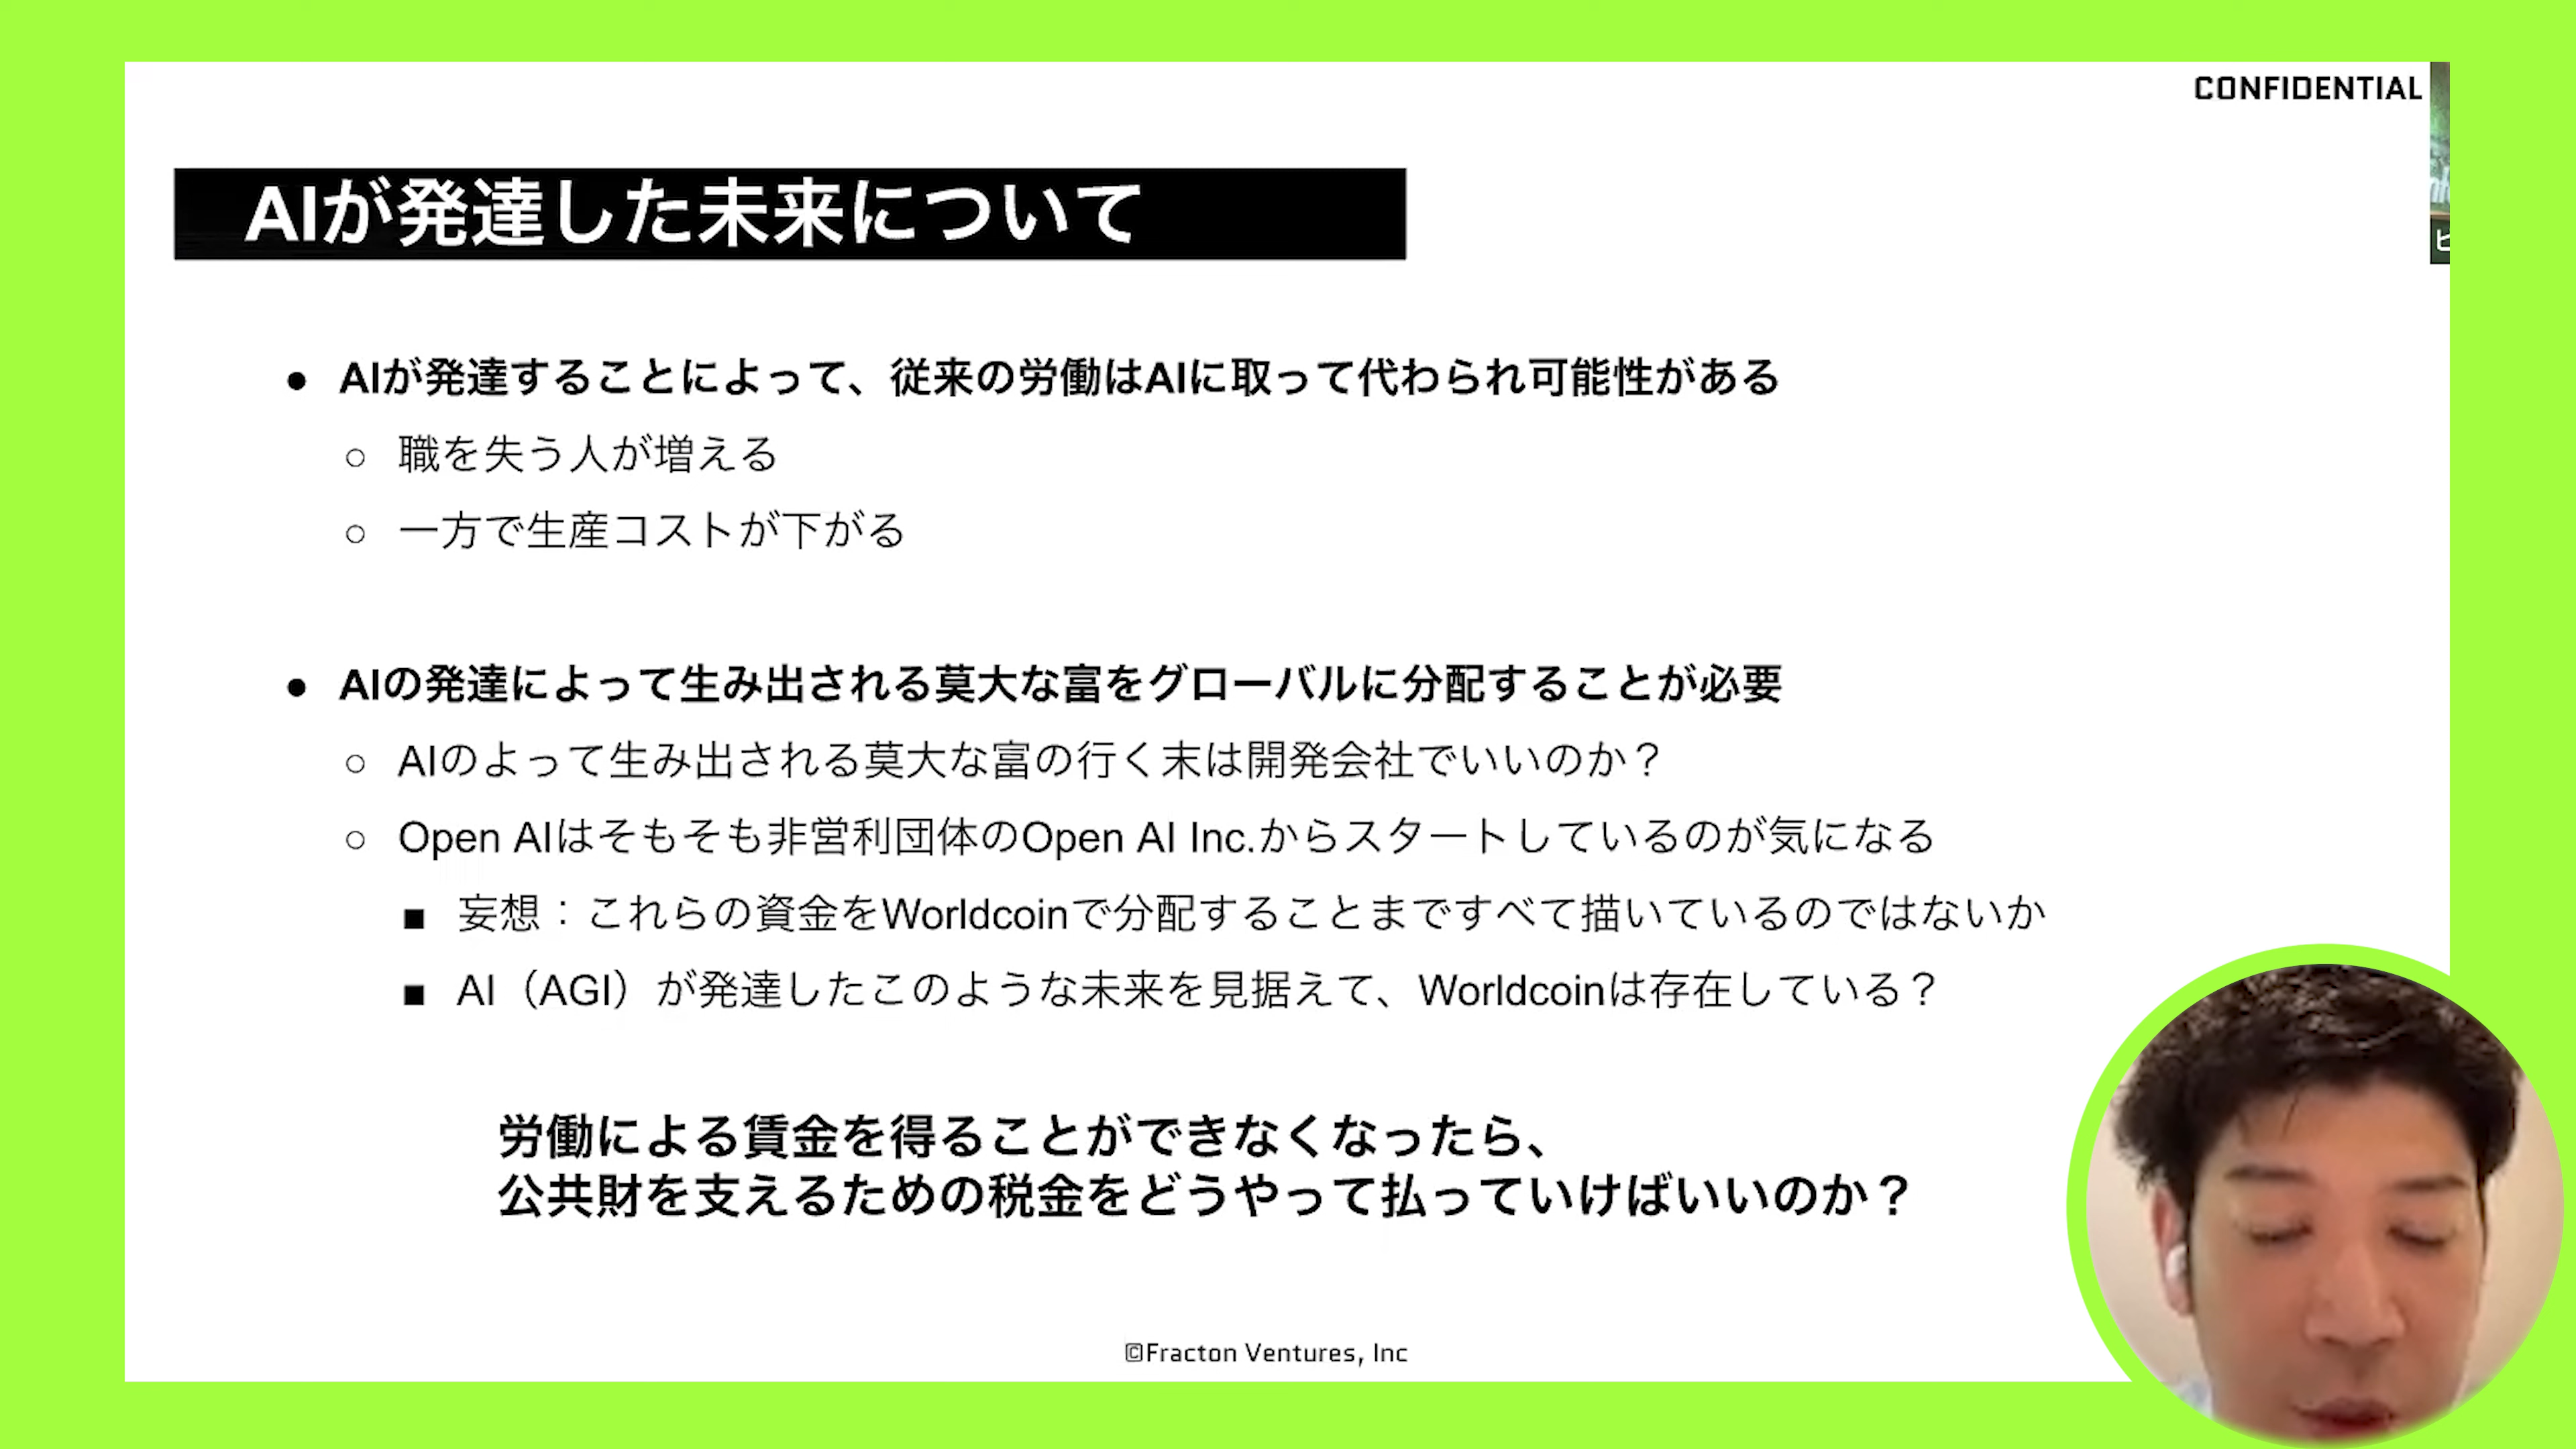 CONFIDENTIAL
AIが発達した未来について
● AIが発達することによって、従来の労働はAIに取って代わられ可能性がある
○ 職を失う人が増える
○ 一方で生産コストが下がる
● AIの発達によって生み出される莫大な富をグローバルに分配することが必要
○ AIのよって生み出される莫大な富の行く末は開発会社でいいのか？
○ Open AIはそもそも非営利団体のOpen AI Inc.からスタートしているのが気になる
■ 妄想：これらの資金をWorldcoinで分配することまですべて描いているのではないか
■ AI（AGI）が発達したこのような未来を見据えて、Worldcoinは存在している？
労働による賃金を得ることができなくなったら、
公共財を支えるための税金をどうやって払っていけばいいのか？
©Fracton Ventures, Inc